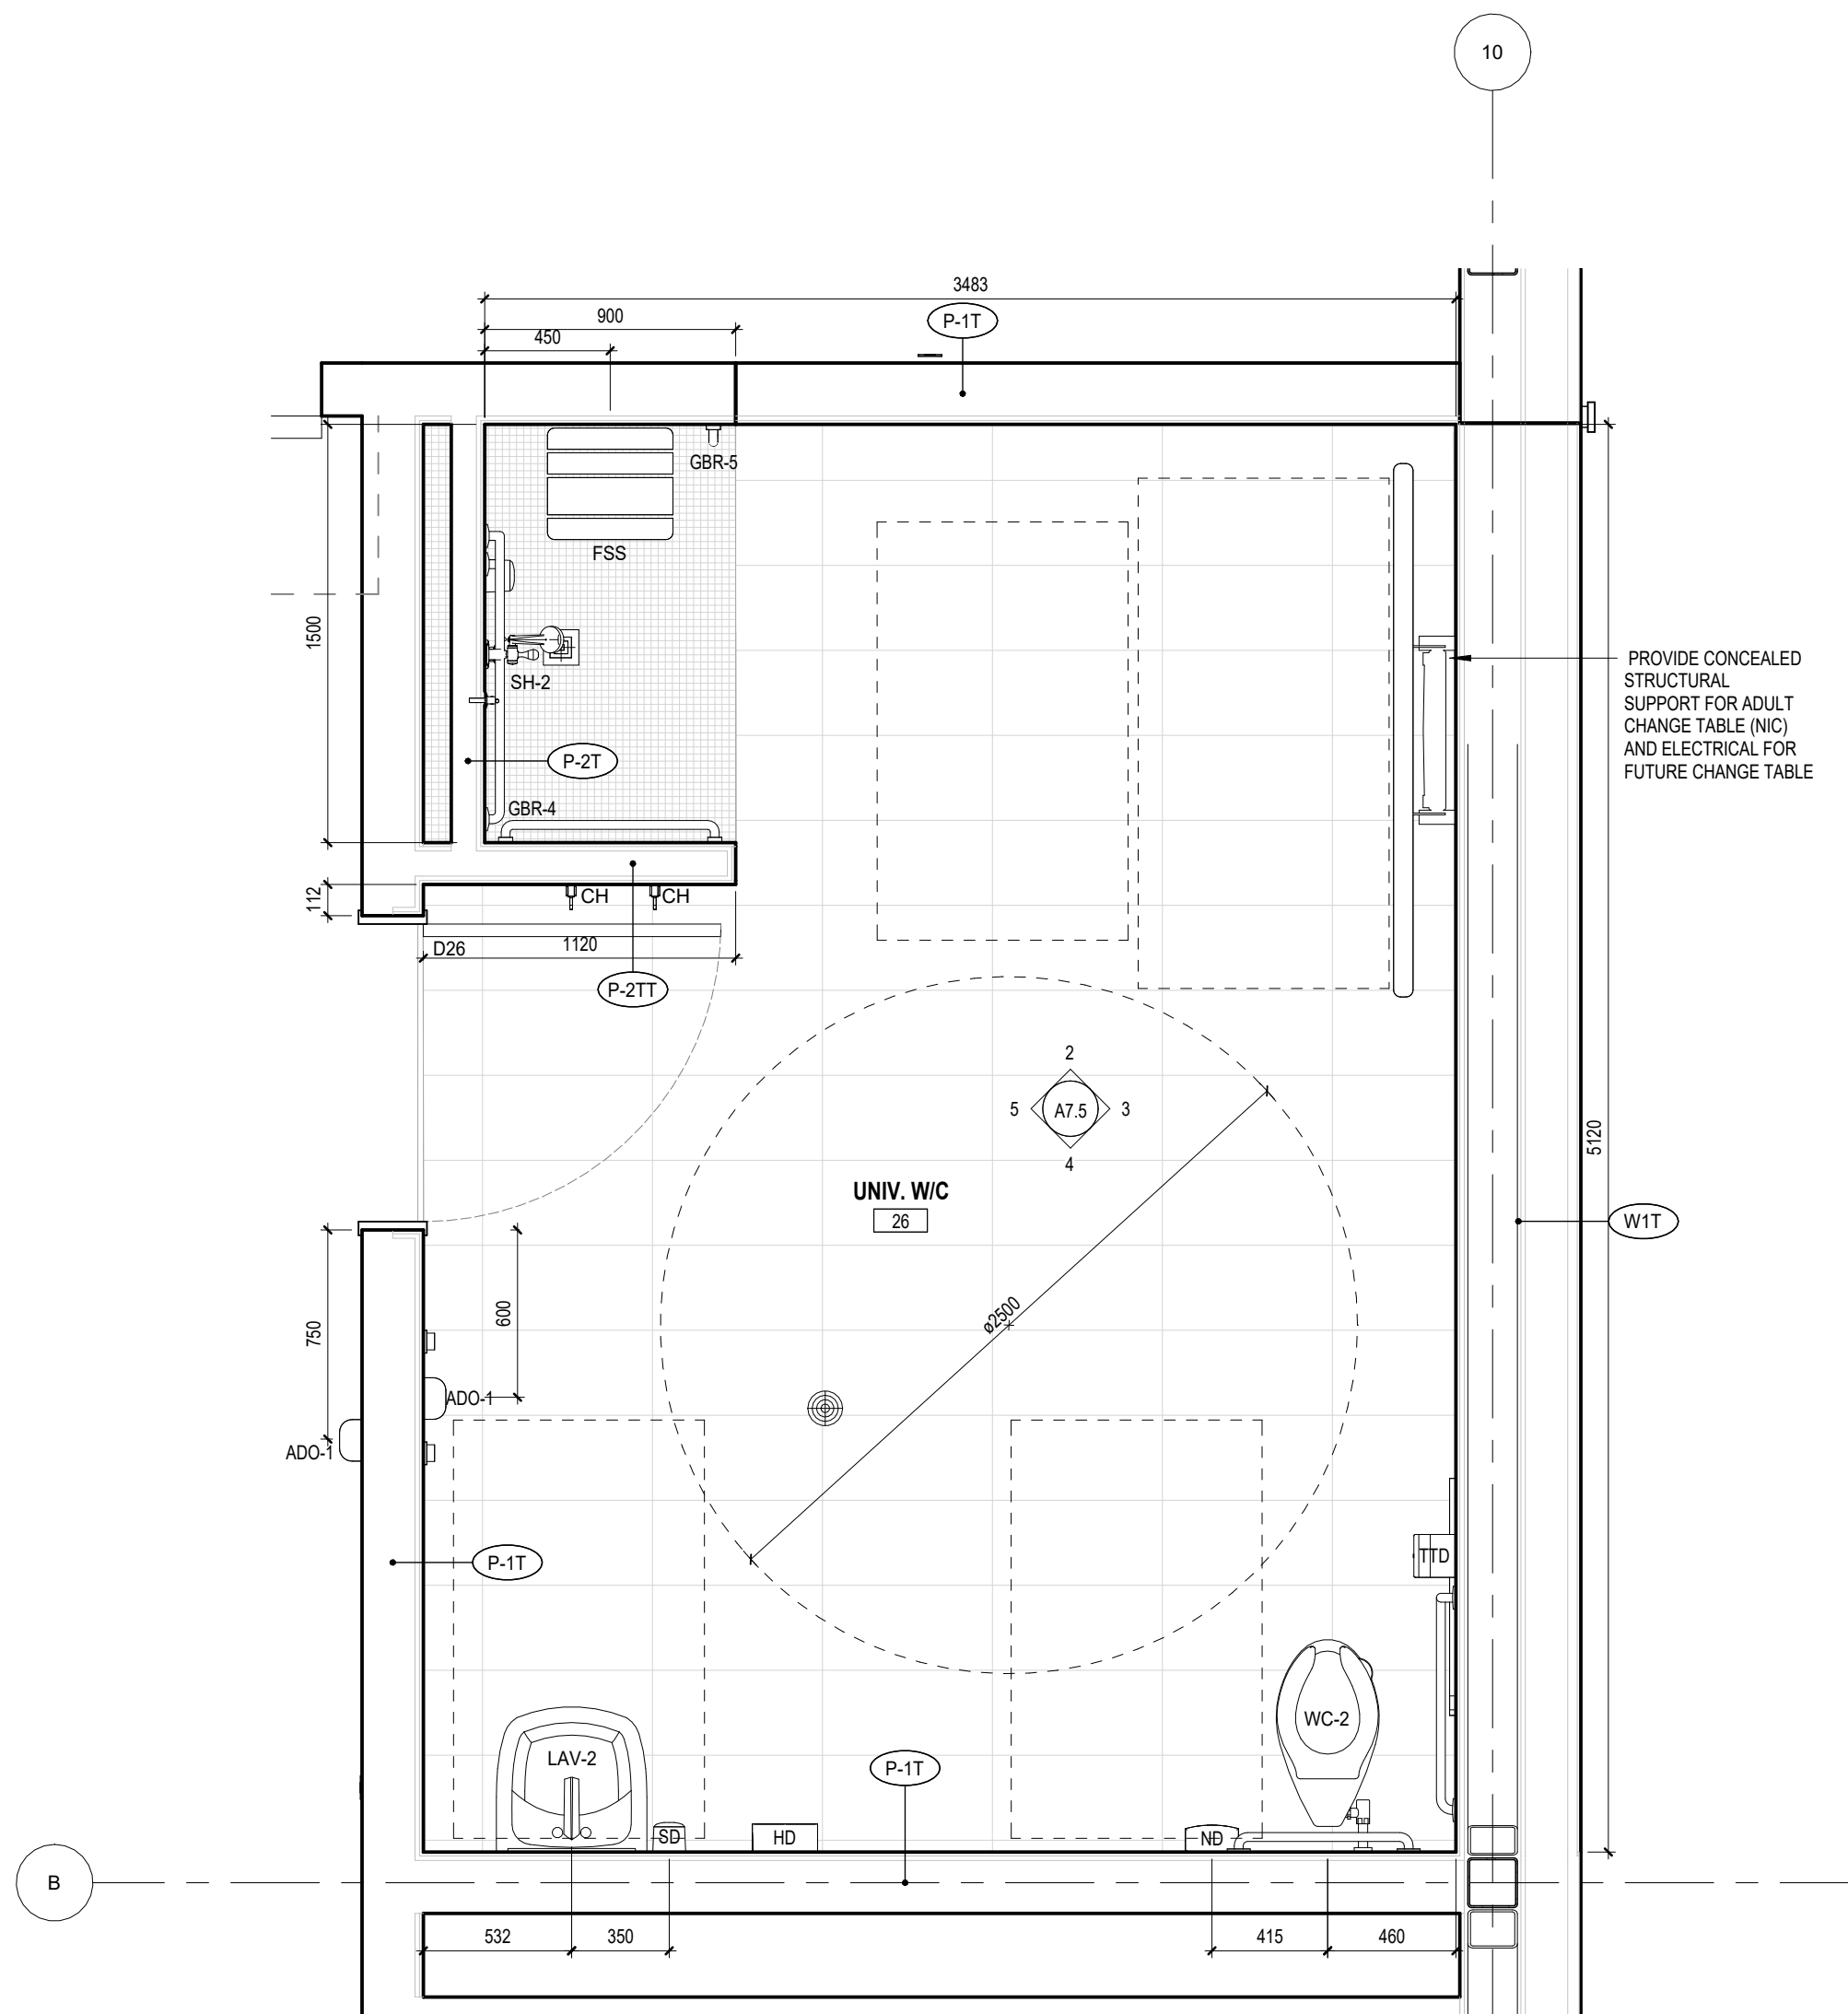 10
3483
900
P-1T
450
GBR-5
FSS
1500
PROVIDE CONCEALED
STRUCTURAL
SUPPORT FOR ADULT
CHANGE TABLE (NIC)
AND ELECTRICAL FOR
FUTURE CHANGE TABLE
SH-2
P-2T
GBR-4
112
CH
CH
D26
1120
P-2TT
2
5
A7.5
3
4
5120
UNIV. W/C
26
W1T
600
750
ø2500
ADO-1
ADO-1
P-1T
TTD
WC-2
LAV-2
P-1T
SD
HD
ND
B
532
350
415
460